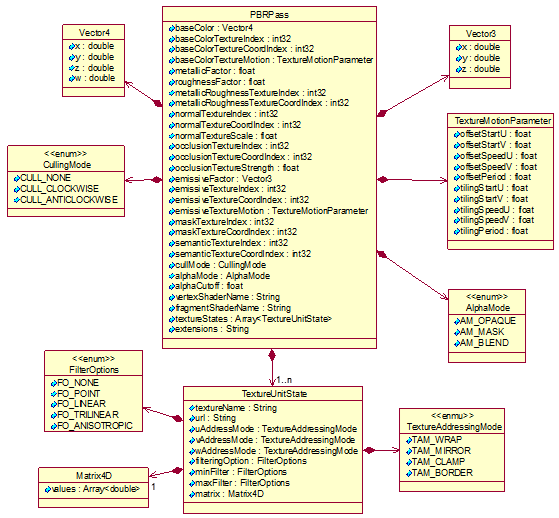 Vector4
x : double
y : double
z : double
w : double
<<enum>>
CullingMode
CULL_NONE
CULL_CLOCKWISE
CULL_ANTICLOCKWISE
PBRPass
baseColor : Vector4
baseColorTextureIndex : int32
baseColorTextureCoordIndex : int32
baseColorTextureMotion : TextureMotionParameter
metallicFactor : float
roughnessFactor : float
metallicRoughnessTextureIndex : int32
metallicRoughnessTextureCoordIndex : int32
normalTextureIndex : int32
normalTextureCoordIndex : int32
normalTextureScale : float
occlusionTextureIndex : int32
occlusionTextureCoordIndex : int32
occlusionTextureStrength : float
emissiveFactor : Vector3
emissiveTextureIndex : int32
emissiveTextureCoordIndex : int32
emissiveTextureMotion : TextureMotionParameter
maskTextureIndex : int32
maskTextureCoordIndex : int32
semanticTextureIndex : int32
semanticTextureCoordIndex : int32
cullMode : CullingMode
alphaMode : AlphaMode
alphaCutoff : float
vertexShaderName : String
fragmentShaderName : String
textureStates : Array<TextureUnitState>
extensions : String
Vector3
x : double
y : double
z : double
TextureMotionParameter
offsetStartU : float
offsetStartV : float
offsetSpeedU : float
offsetSpeedV : float
offsetPeriod : float
tilingStartU : float
tilingStartV : float
tilingSpeedU : float
tilingSpeedV : float
tilingPeriod : float
<<enum>>
AlphaMode
AM_OPAQUE
AM_MASK
AM_BLEND
1..n
<<enum>>
FilterOptions
FO_NONE
FO_POINT
FO_LINEAR
FO_TRILINEAR
FO_ANISOTROPIC
TextureUnitState
textureName : String
url : String
uAddressMode : TextureAddressingMode
vAddressMode : TextureAddressingMode
wAddressMode : TextureAddressingMode
filteringOption : FilterOptions
minFilter : FilterOptions
maxFilter : FilterOptions
matrix : Matrix4D
<<enmu>>
TextureAddressingMode
TAM_WRAP
TAM_MIRROR
TAM_CLAMP
TAM_BORDER
Matrix4D
values : Array<double>
1